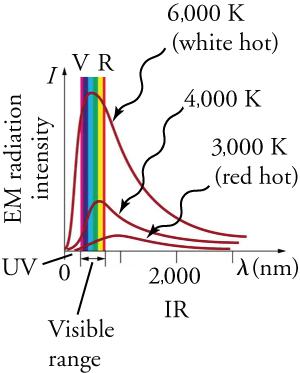 6,000 K
(white hot)
V R
I
4,000 K
3,000 K
(red hot)
EM radiation
intensity
UV
0
2,000
λ (nm)
IR
Visible
range